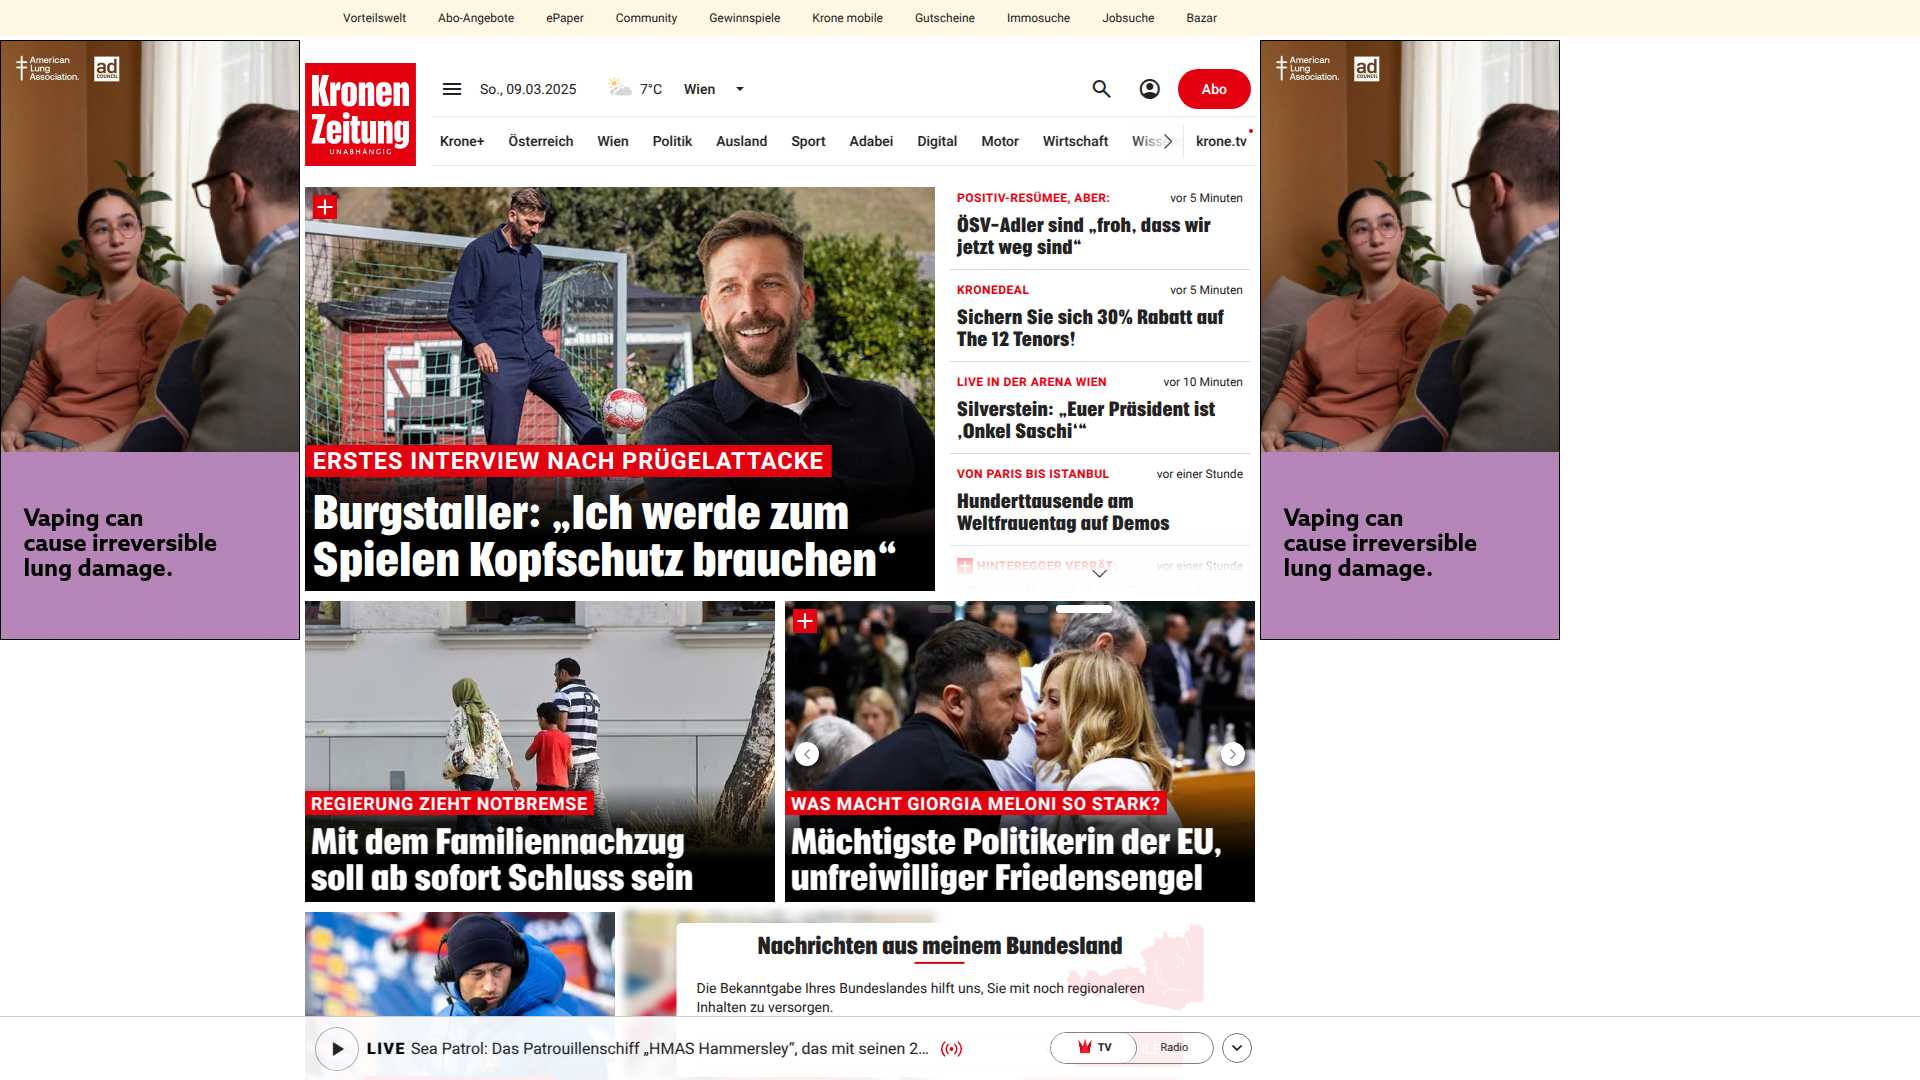 Vorteilswelt Abo-Angebote ePaper Community Gewinnspiele Krone mobile Gutscheine Immosuche Jobsuche Bazar
American Lung Association.
ad COUNCIL
Vaping can
cause irreversible
lung damage.
Kronen
Zeitung
UNABHÄNGIG
So., 09.03.2025 7°C Wien
Abo
Krone+ Österreich Wien Politik Ausland Sport Adabei Digital Motor Wirtschaft krone.tv
ERSTES INTERVIEW NACH PRÜGELATTACKE
Burgstaller: „Ich werde zum
Spielen Kopfschutz brauchen“
POSITIV-RESÜMEE, ABER: vor 5 Minuten
ÖSV-Adler sind „froh, dass wir
jetzt weg sind“
KRONEDEAL vor 5 Minuten
Sichern Sie sich 30% Rabatt auf
The 12 Tenors!
LIVE IN DER ARENA WIEN vor 10 Minuten
Silverstein: „Euer Präsident ist
‚Onkel Saschi‘“
VON PARIS BIS ISTANBUL vor einer Stunde
Hunderttausende am
Weltfrauentag auf Demos
HINTEREGGER VERRÄT: vor einer Stunde
REGIERUNG ZIEHT NOTBREMSE
Mit dem Familiennachzug
soll ab sofort Schluss sein
WAS MACHT GIORGIA MELONI SO STARK?
Mächtigste Politikerin der EU,
unfreiwilliger Friedensengel
Nachrichten aus meinem Bundesland
Die Bekanntgabe Ihres Bundeslandes hilft uns, Sie mit noch regionaleren
Inhalten zu versorgen.
LIVE Sea Patrol: Das Patrouillenschiff „HMAS Hammersley“, das mit seinen 2...
TV Radio
American Lung Association.
ad COUNCIL
Vaping can
cause irreversible
lung damage.